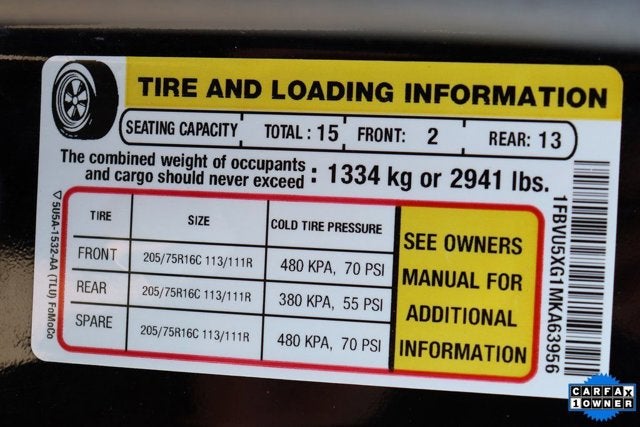 TIRE AND LOADING INFORMATION
SEATING CAPACITY TOTAL : 15 FRONT: 2 REAR: 13
The combined weight of occupants
and cargo should never exceed : 1334 kg or 2941 lbs.
TIRE SIZE COLD TIRE PRESSURE
FRONT 205/75R16C 113/111R 480 KPA, 70 PSI
REAR 205/75R16C 113/111R 380 KPA, 55 PSI
SPARE 205/75R16C 113/111R 480 KPA, 70 PSI
SEE OWNERS
MANUAL FOR
ADDITIONAL
INFORMATION
5U5A-1532-AA (TLU) FoMoCo
1FBVU5XG1MKA63956
CARFAX
1OWNER